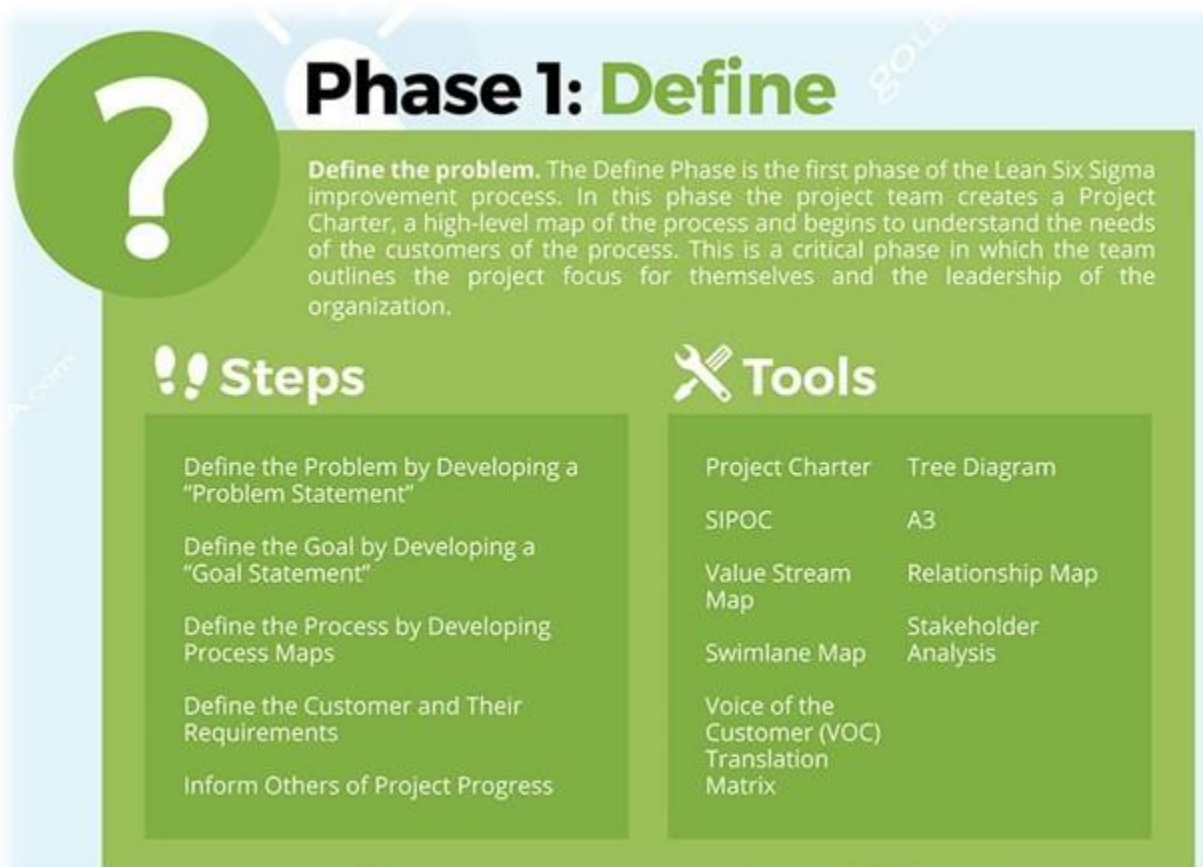 Phase 1: Define
Define the problem. The Define Phase is the first phase of the Lean Six Sigma
improvement process. In this phase the project team creates a Project
Charter, a high-level map of the process and begins to understand the needs
of the customers of the process. This is a critical phase in which the team
outlines the project focus for themselves and the leadership of the
organization.
Steps
Define the Problem by Developing a
“Problem Statement”
Define the Goal by Developing a
“Goal Statement”
Define the Process by Developing
Process Maps
Define the Customer and Their
Requirements
Inform Others of Project Progress
Tools
Project Charter
SIPOC
Value Stream
Map
Swimlane Map
Voice of the
Customer (VOC)
Translation
Matrix
Tree Diagram
A3
Relationship Map
Stakeholder
Analysis